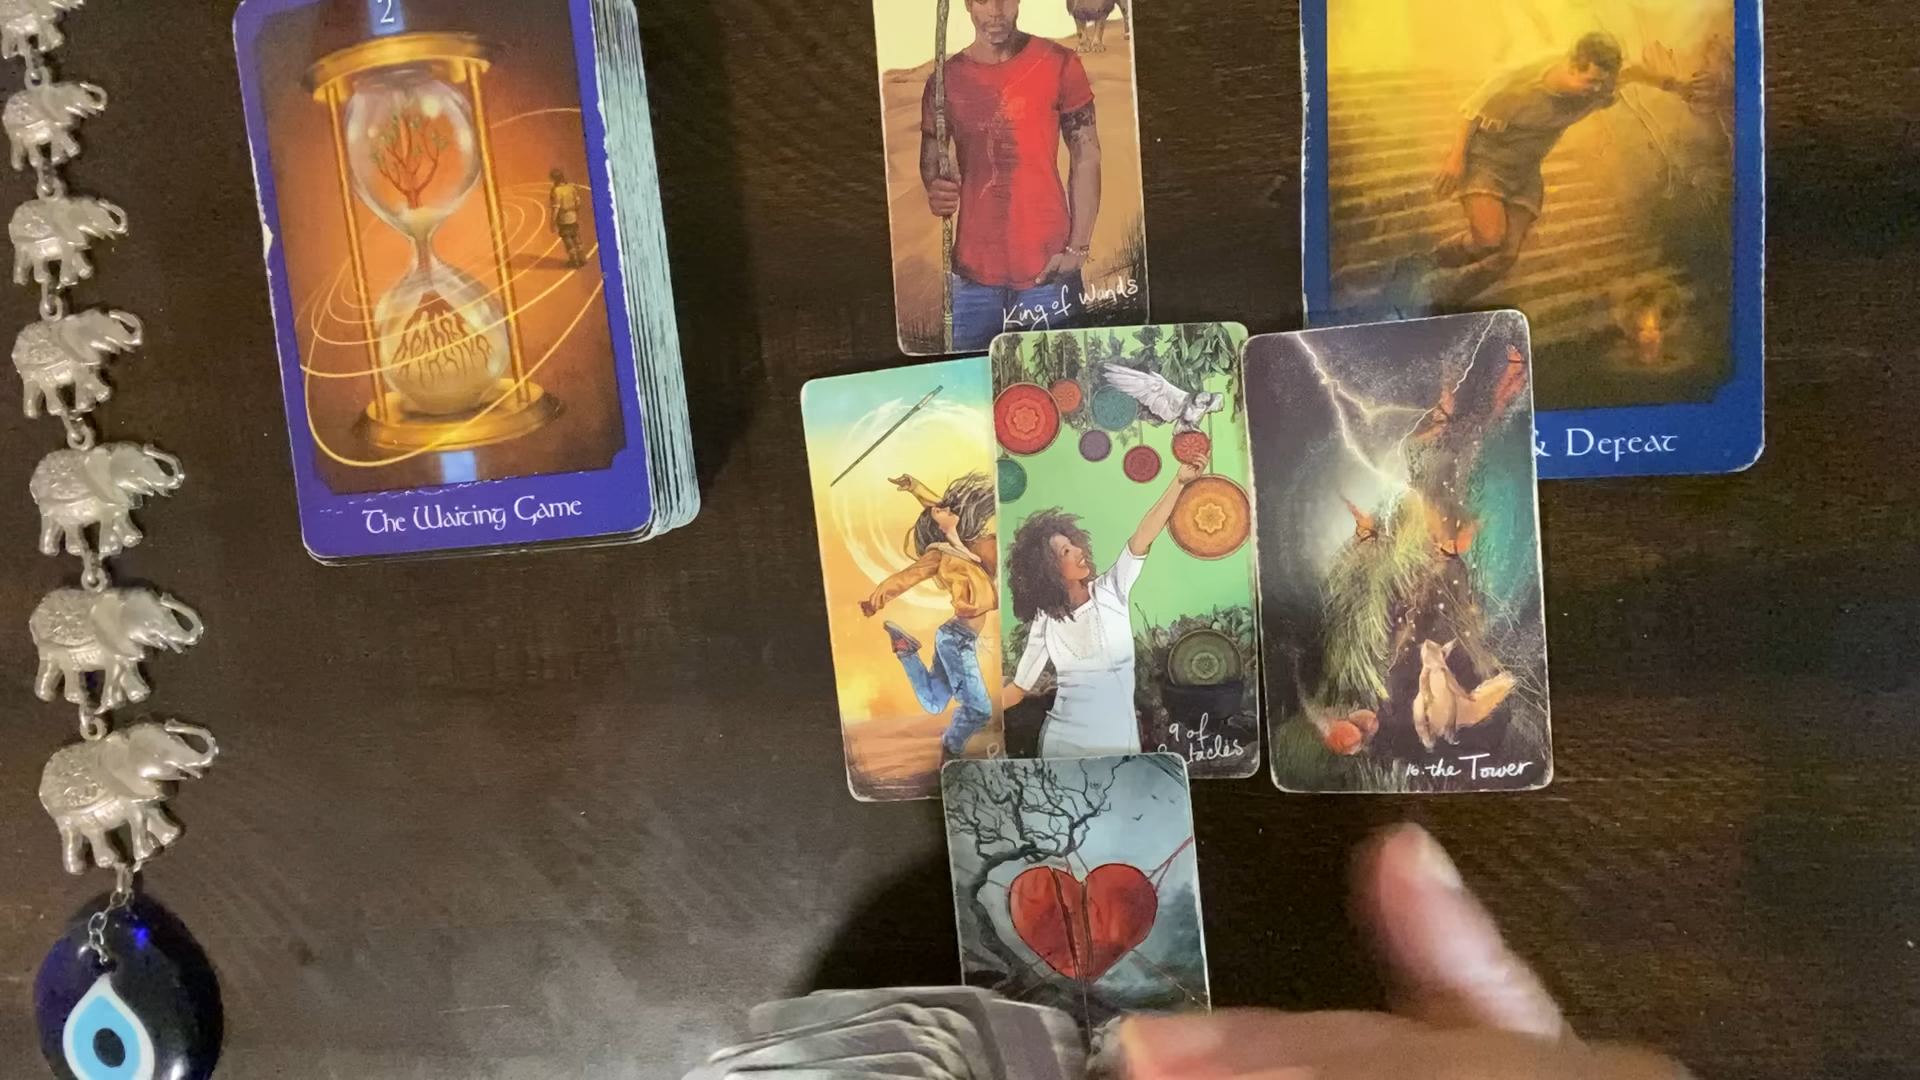 2
The Waiting Game
King of Wands
& Defeat
9 of
16. the Tower